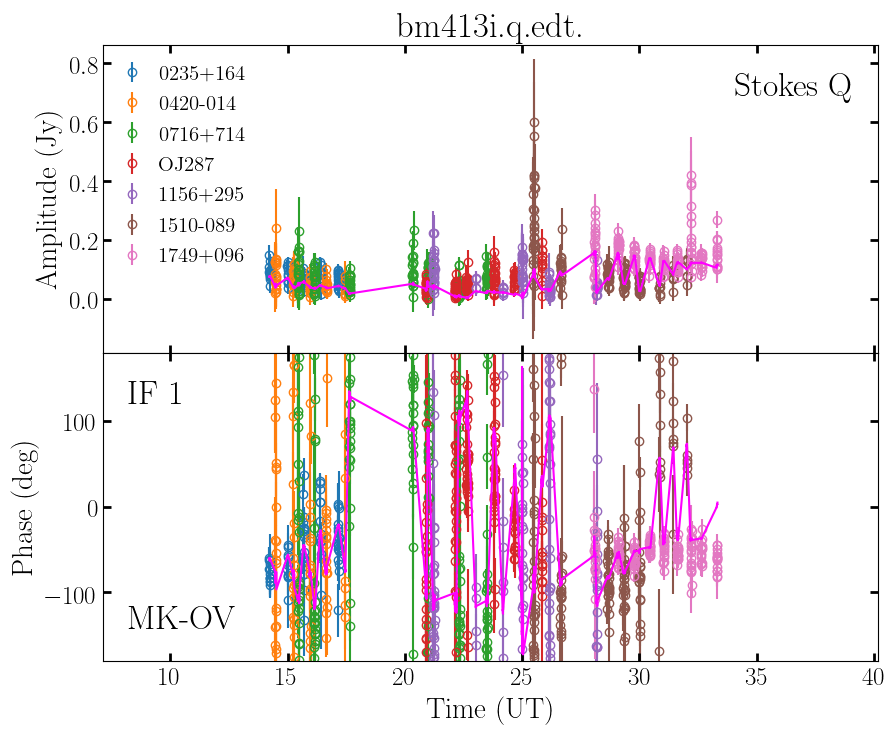 bm413i.q.edt.
Stokes Q
0235+164
0420-014
0716+714
OJ287
1156+295
1510-089
1749+096
Amplitude (Jy)
0.8
0.6
0.4
0.2
0.0
IF 1
MK-OV
Phase (deg)
100
0
−100
10 15 20 25 30 35 40
Time (UT)